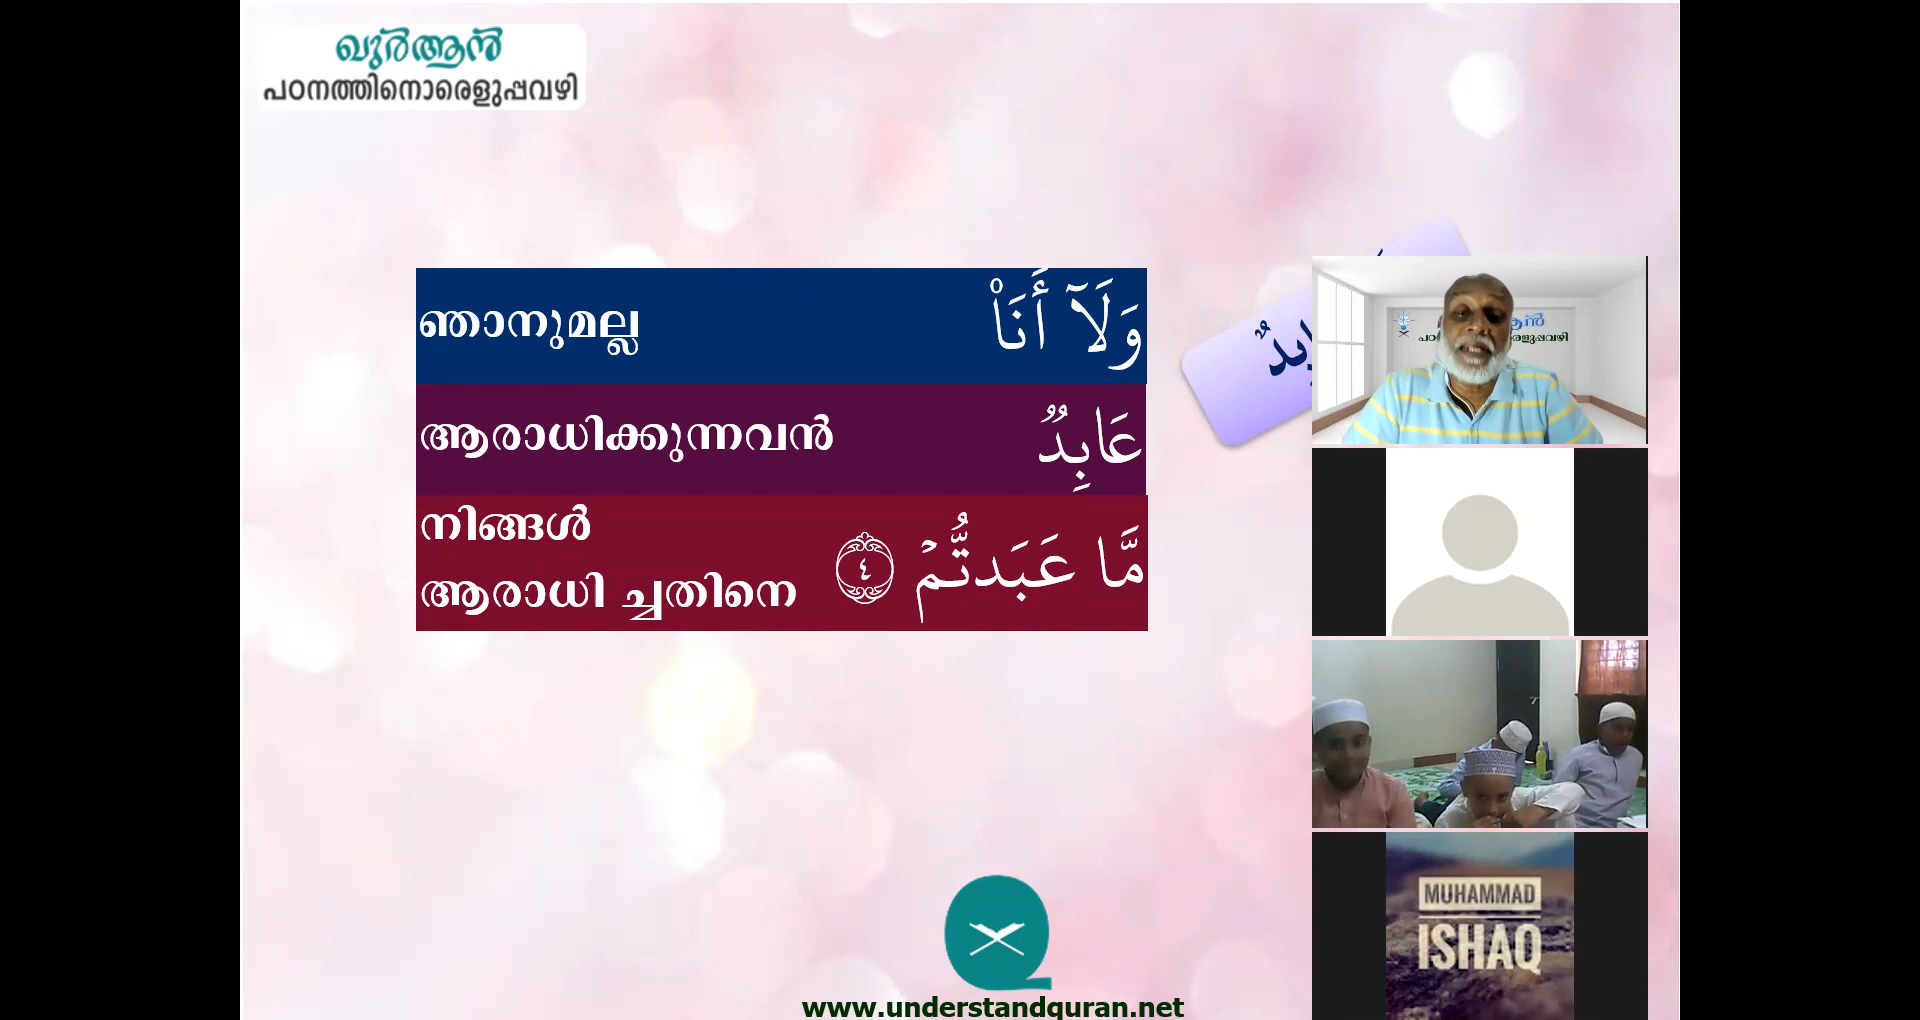 ഖുർആൻ
പഠനത്തിനൊരെളുപ്പവഴി
ഞാനുമല്ല وَلَآ أَنَا۠
ആരാധിക്കുന്നവൻ عَابِدٌ
നിങ്ങൾ
ആരാധി ച്ചതിനെ مَّا عَبَدتُّمْ ٤
MUHAMMAD
ISHAQ
www.understandquran.net